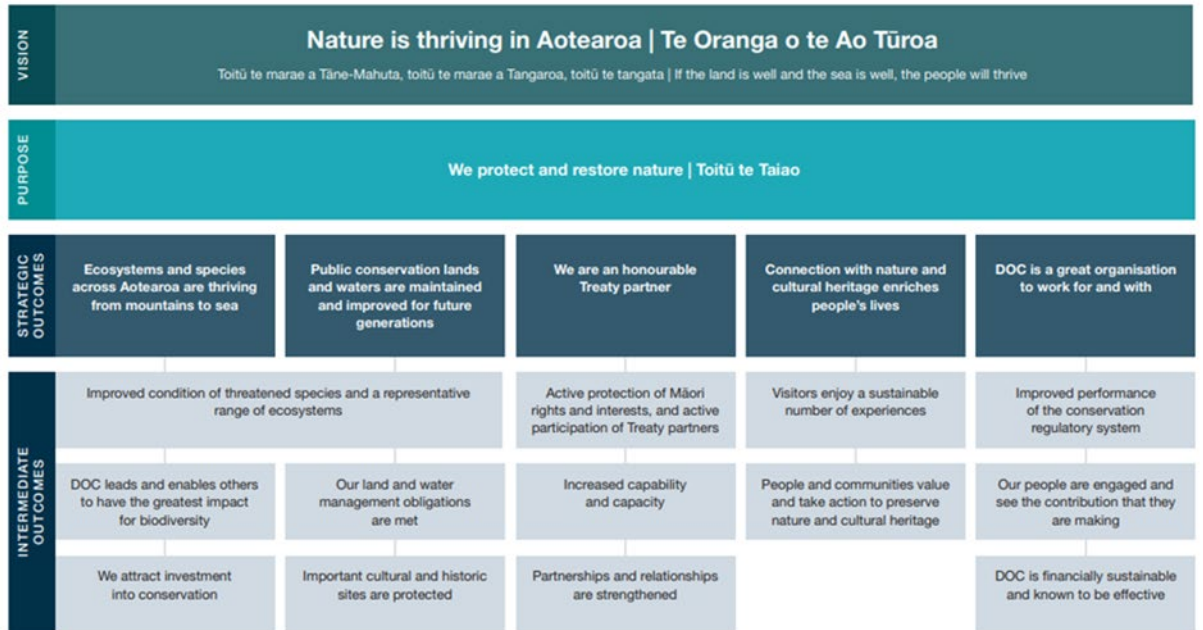 VISION
Nature is thriving in Aotearoa | Te Oranga o te Ao Tūroa
Toitū te marae a Tāne-Mahuta, toitū te marae a Tangaroa, toitū te tangata | If the land is well and the sea is well, the people will thrive
PURPOSE
We protect and restore nature | Toitū te Taiao
STRATEGIC
OUTCOMES
Ecosystems and species
across Aotearoa are thriving
from mountains to sea
Public conservation lands
and waters are maintained
and improved for future
generations
We are an honourable
Treaty partner
Connection with nature and
cultural heritage enriches
people's lives
DOC is a great organisation
to work for and with
INTERMEDIATE
OUTCOMES
Improved condition of threatened species and a representative
range of ecosystems
Active protection of Māori
rights and interests, and active
participation of Treaty partners
Visitors enjoy a sustainable
number of experiences
Improved performance
of the conservation
regulatory system
DOC leads and enables others
to have the greatest impact
for biodiversity
Our land and water
management obligations
are met
Increased capability
and capacity
People and communities value
and take action to preserve
nature and cultural heritage
Our people are engaged and
see the contribution that they
are making
We attract investment
into conservation
Important cultural and historic
sites are protected
Partnerships and relationships
are strengthened
DOC is financially sustainable
and known to be effective